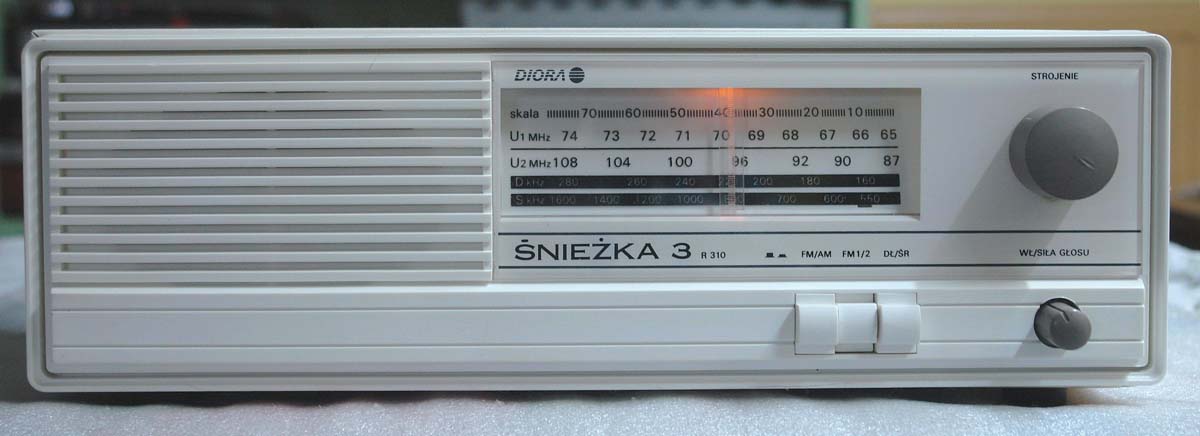 DIORA
STROJENIE
skala 70 60 50 40 30 20 10
U1 MHz 74 73 72 71 70 69 68 67 66 65
U2 MHz 108 104 100 96 92 90 87
D kHz 280 260 240 200 180 160
S kHz 1600 1400 1200 1000 700 600 550
ŚNIEŻKA 3 R 310 FM/AM FM1/2 DŁ/ŚR WŁ/SIŁA GŁOSU